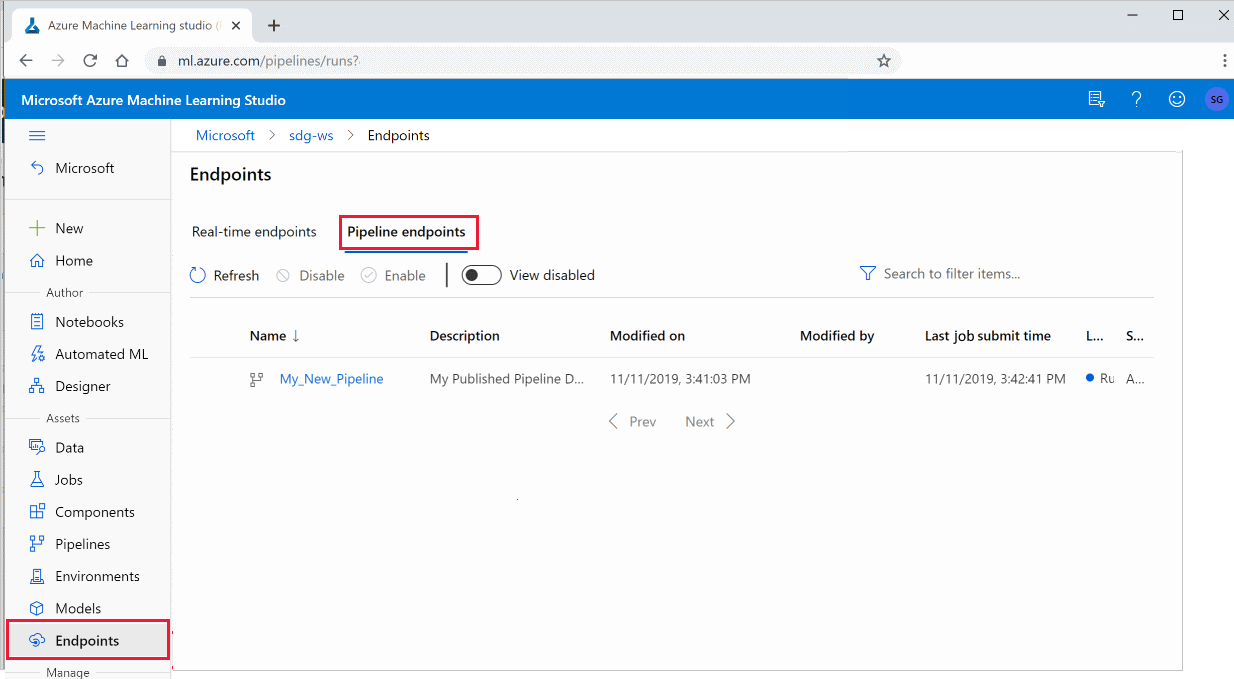 Azure Machine Learning studio (
ml.azure.com/pipelines/runs?
Microsoft Azure Machine Learning Studio
SG
Microsoft > sdg-ws > Endpoints
Microsoft
New
Home
Author
Notebooks
Automated ML
Designer
Assets
Data
Jobs
Components
Pipelines
Environments
Models
Endpoints
Manage
Endpoints
Real-time endpoints Pipeline endpoints
Refresh Disable Enable View disabled Search to filter items...
Name ↓ Description Modified on Modified by Last job submit time L... S...
My_New_Pipeline My Published Pipeline D... 11/11/2019, 3:41:03 PM 11/11/2019, 3:42:41 PM Ru A...
Prev Next